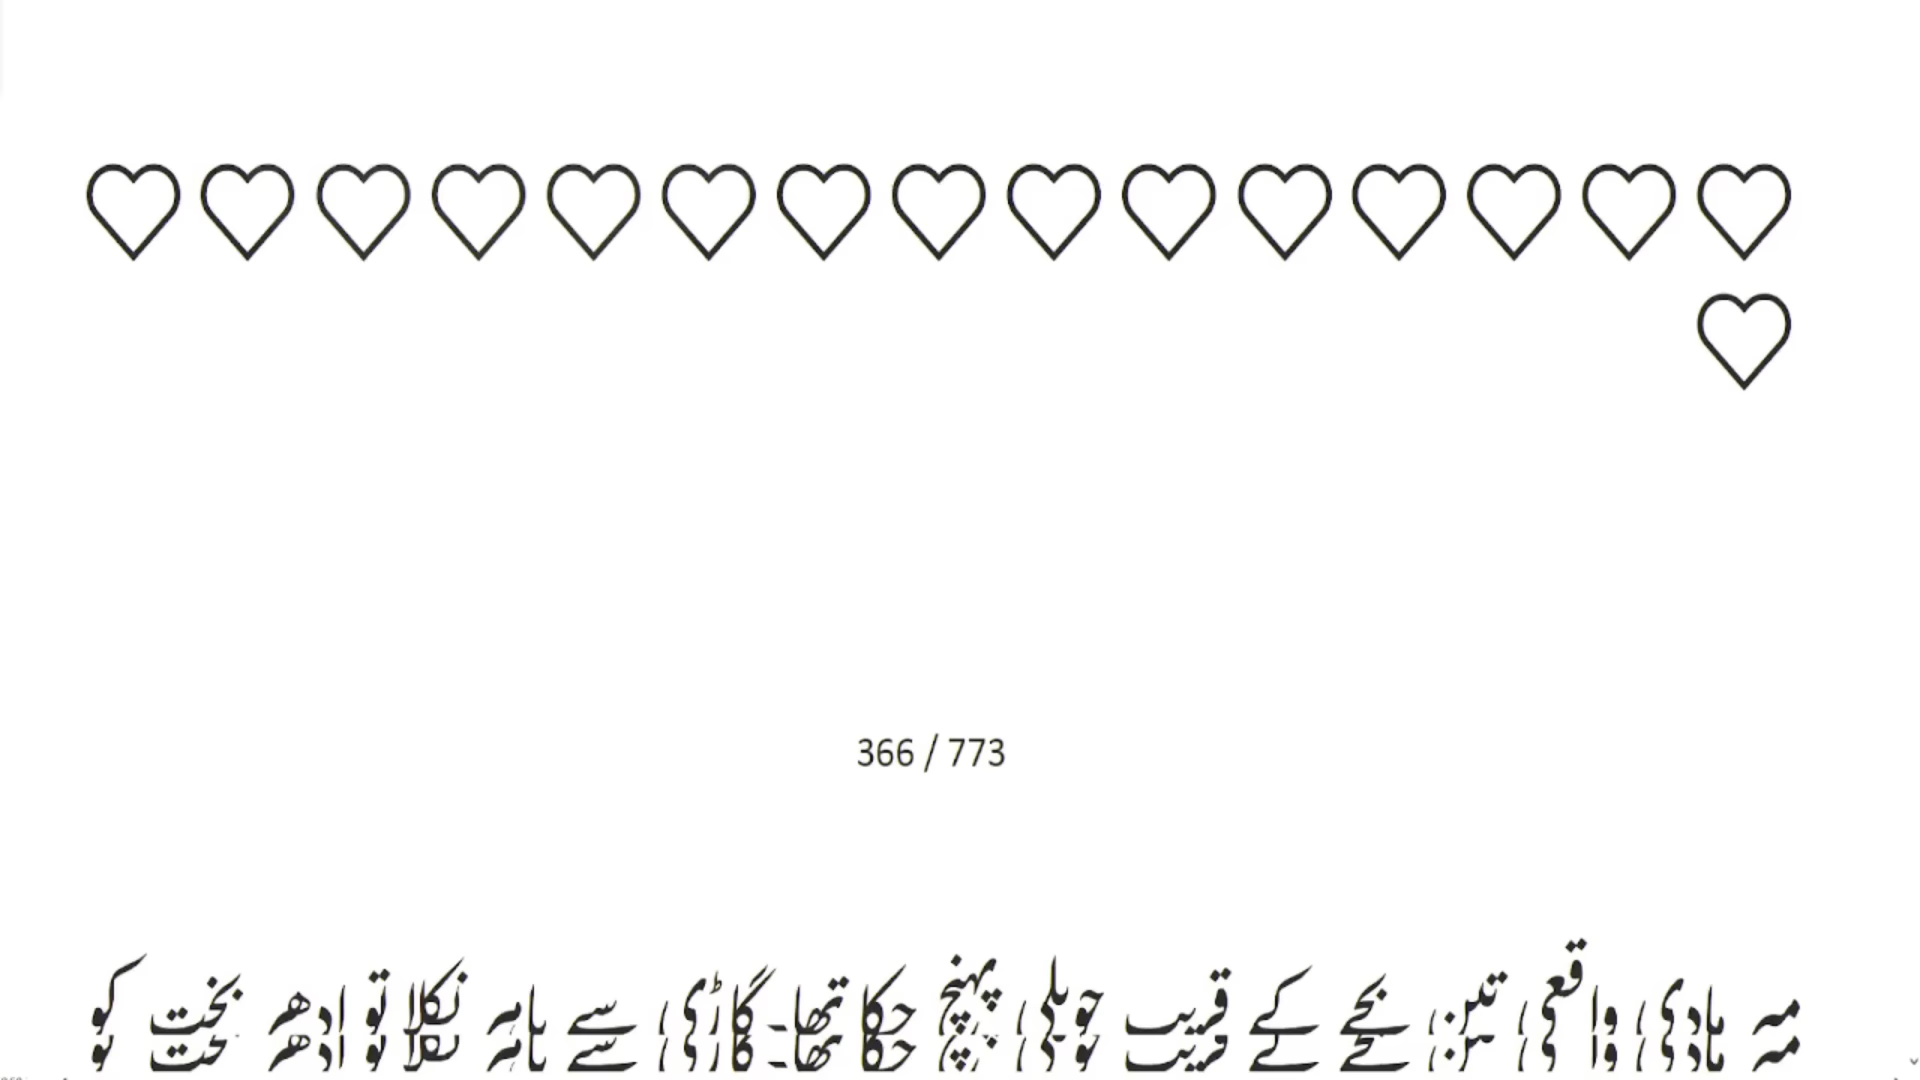 ♡♡♡♡♡♡♡♡♡♡♡♡♡♡♡
♡
366 / 773
میر ہادی واقعی تین بجے کے قریب حویلی پہنچ چکا تھا۔ گاڑی سے باہر نکلا تو ادھر بخت کو